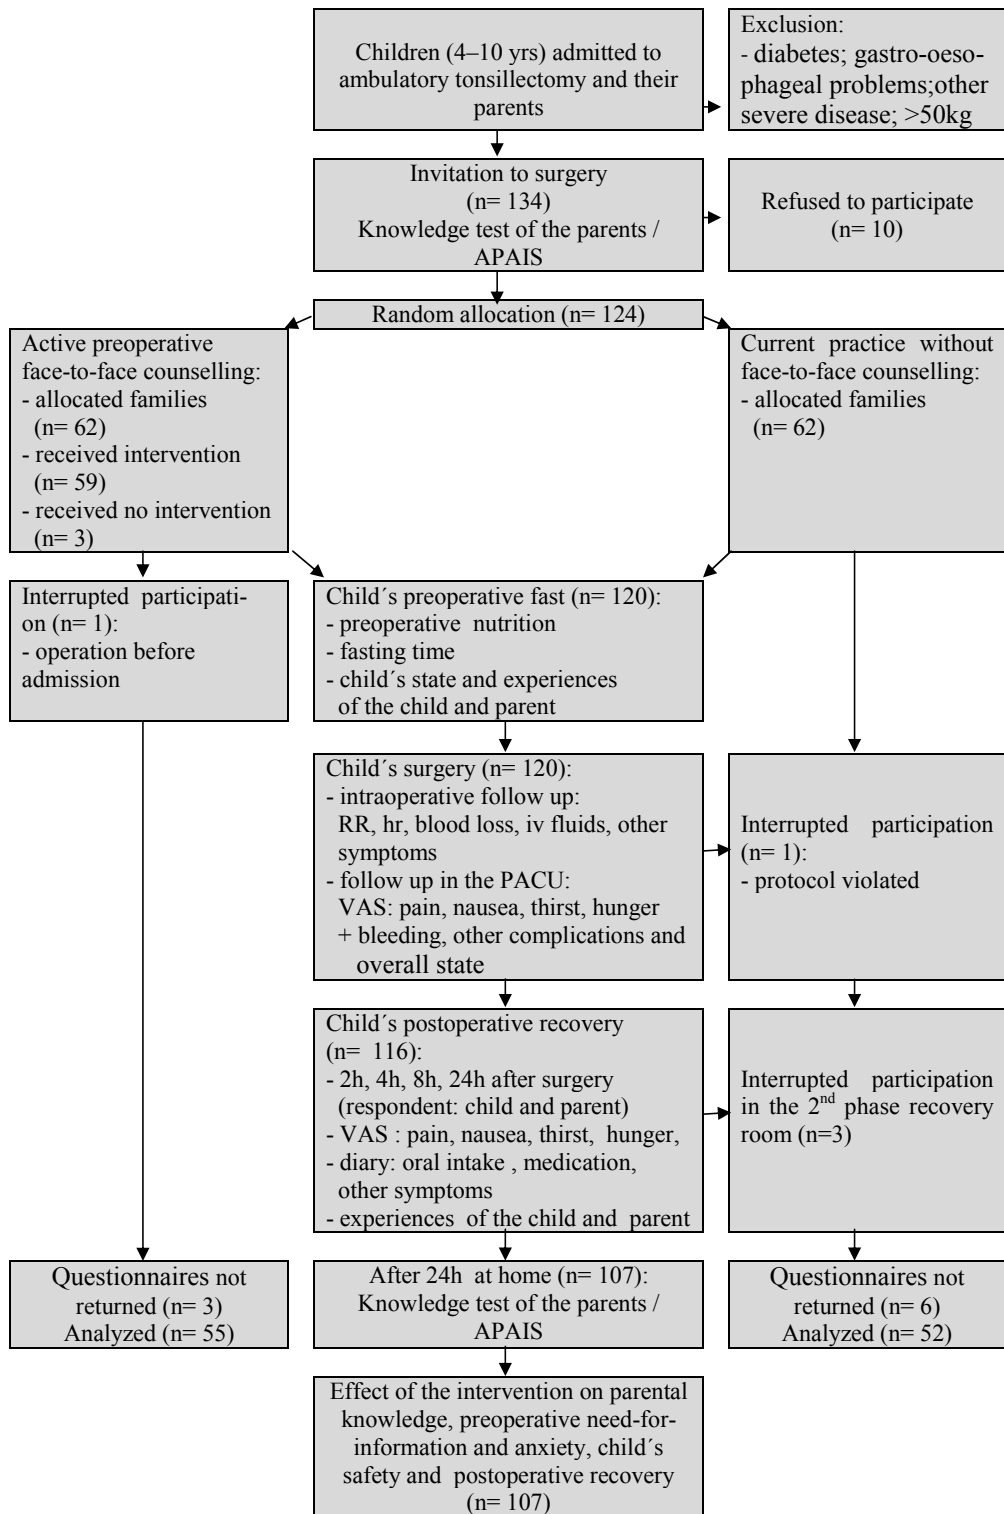 Children (4–10 yrs) admitted to
ambulatory tonsillectomy and their
parents
Exclusion:
- diabetes; gastro-oeso-
phageal problems;other
severe disease; >50kg
Invitation to surgery
(n= 134)
Knowledge test of the parents /
APAIS
Refused to participate
(n= 10)
Random allocation (n= 124)
Active preoperative
face-to-face counselling:
- allocated families
(n= 62)
- received intervention
(n= 59)
- received no intervention
(n= 3)
Current practice without
face-to-face counselling:
- allocated families
(n= 62)
Interrupted participati-
on (n= 1):
- operation before
admission
Child´s preoperative fast (n= 120):
- preoperative nutrition
- fasting time
- child´s state and experiences
of the child and parent
Child´s surgery (n= 120):
- intraoperative follow up:
RR, hr, blood loss, iv fluids, other
symptoms
- follow up in the PACU:
VAS: pain, nausea, thirst, hunger
+ bleeding, other complications and
overall state
Interrupted participation
(n= 1):
- protocol violated
Child´s postoperative recovery
(n= 116):
- 2h, 4h, 8h, 24h after surgery
(respondent: child and parent)
- VAS : pain, nausea, thirst, hunger,
- diary: oral intake , medication,
other symptoms
- experiences of the child and parent
Interrupted participation
in the 2nd phase recovery
room (n=3)
Questionnaires not
returned (n= 3)
Analyzed (n= 55)
After 24h at home (n= 107):
Knowledge test of the parents /
APAIS
Questionnaires not
returned (n= 6)
Analyzed (n= 52)
Effect of the intervention on parental
knowledge, preoperative need-for-
information and anxiety, child´s
safety and postoperative recovery
(n= 107)